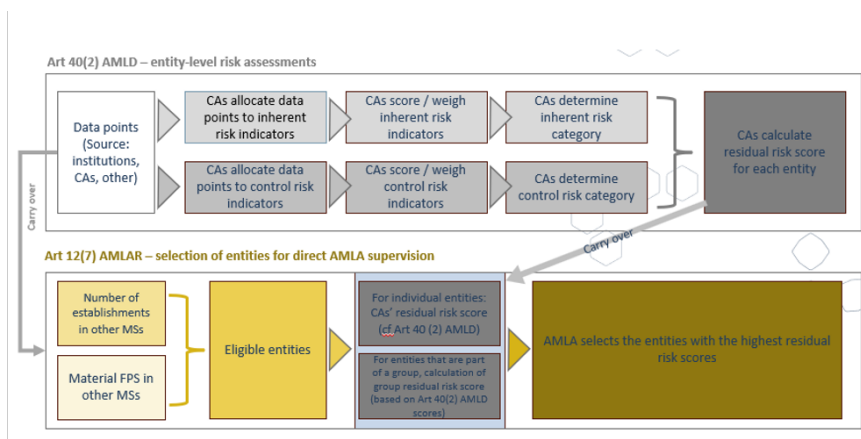 Art 40(2) AMLD – entity-level risk assessments
Data points
(Source:
institutions,
CAs, other)
CAs allocate data
points to inherent
risk indicators
CAs score / weigh
inherent risk
indicators
CAs determine
inherent risk
category
CAs allocate data
points to control risk
indicators
CAs score / weigh
control risk
indicators
CAs determine
control risk category
CAs calculate
residual risk score
for each entity
Carry over
Carry over
Art 12(7) AMLAR – selection of entities for direct AMLA supervision
Number of
establishments
in other MSs
Material FPS in
other MSs
Eligible entities
For individual entities:
CAs' residual risk score
(cf Art 40 (2) AMLD)
For entities that are part
of a group, calculation of
group residual risk score
(based on Art 40(2) AMLD
scores)
AMLA selects the entities with the highest residual
risk scores